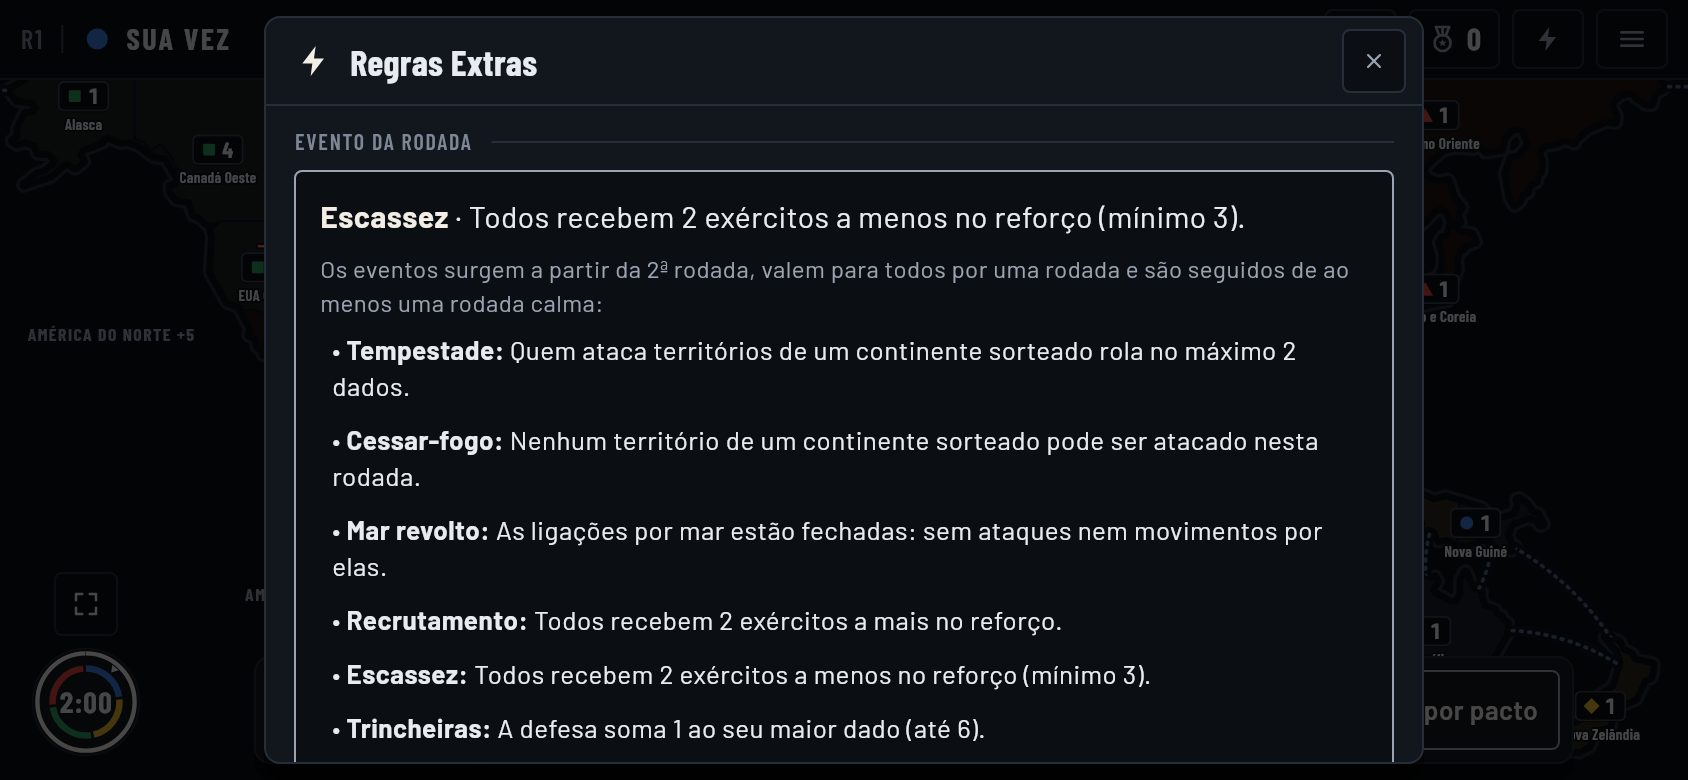 R1
SUA VEZ
Regras Extras
×
0
1
Alasca
4
Canadá Oeste
EUA
AMÉRICA DO NORTE +5
AM
2:00
EVENTO DA RODADA
Escassez · Todos recebem 2 exércitos a menos no reforço (mínimo 3).
Os eventos surgem a partir da 2ª rodada, valem para todos por uma rodada e são seguidos de ao
menos uma rodada calma:
• Tempestade: Quem ataca territórios de um continente sorteado rola no máximo 2
dados.
• Cessar-fogo: Nenhum território de um continente sorteado pode ser atacado nesta
rodada.
• Mar revolto: As ligações por mar estão fechadas: sem ataques nem movimentos por
elas.
• Recrutamento: Todos recebem 2 exércitos a mais no reforço.
• Escassez: Todos recebem 2 exércitos a menos no reforço (mínimo 3).
• Trincheiras: A defesa soma 1 ao seu maior dado (até 6).
1
Oriente
1
e Coreia
1
Nova Guiné
1
por pacto
1
va Zelândia